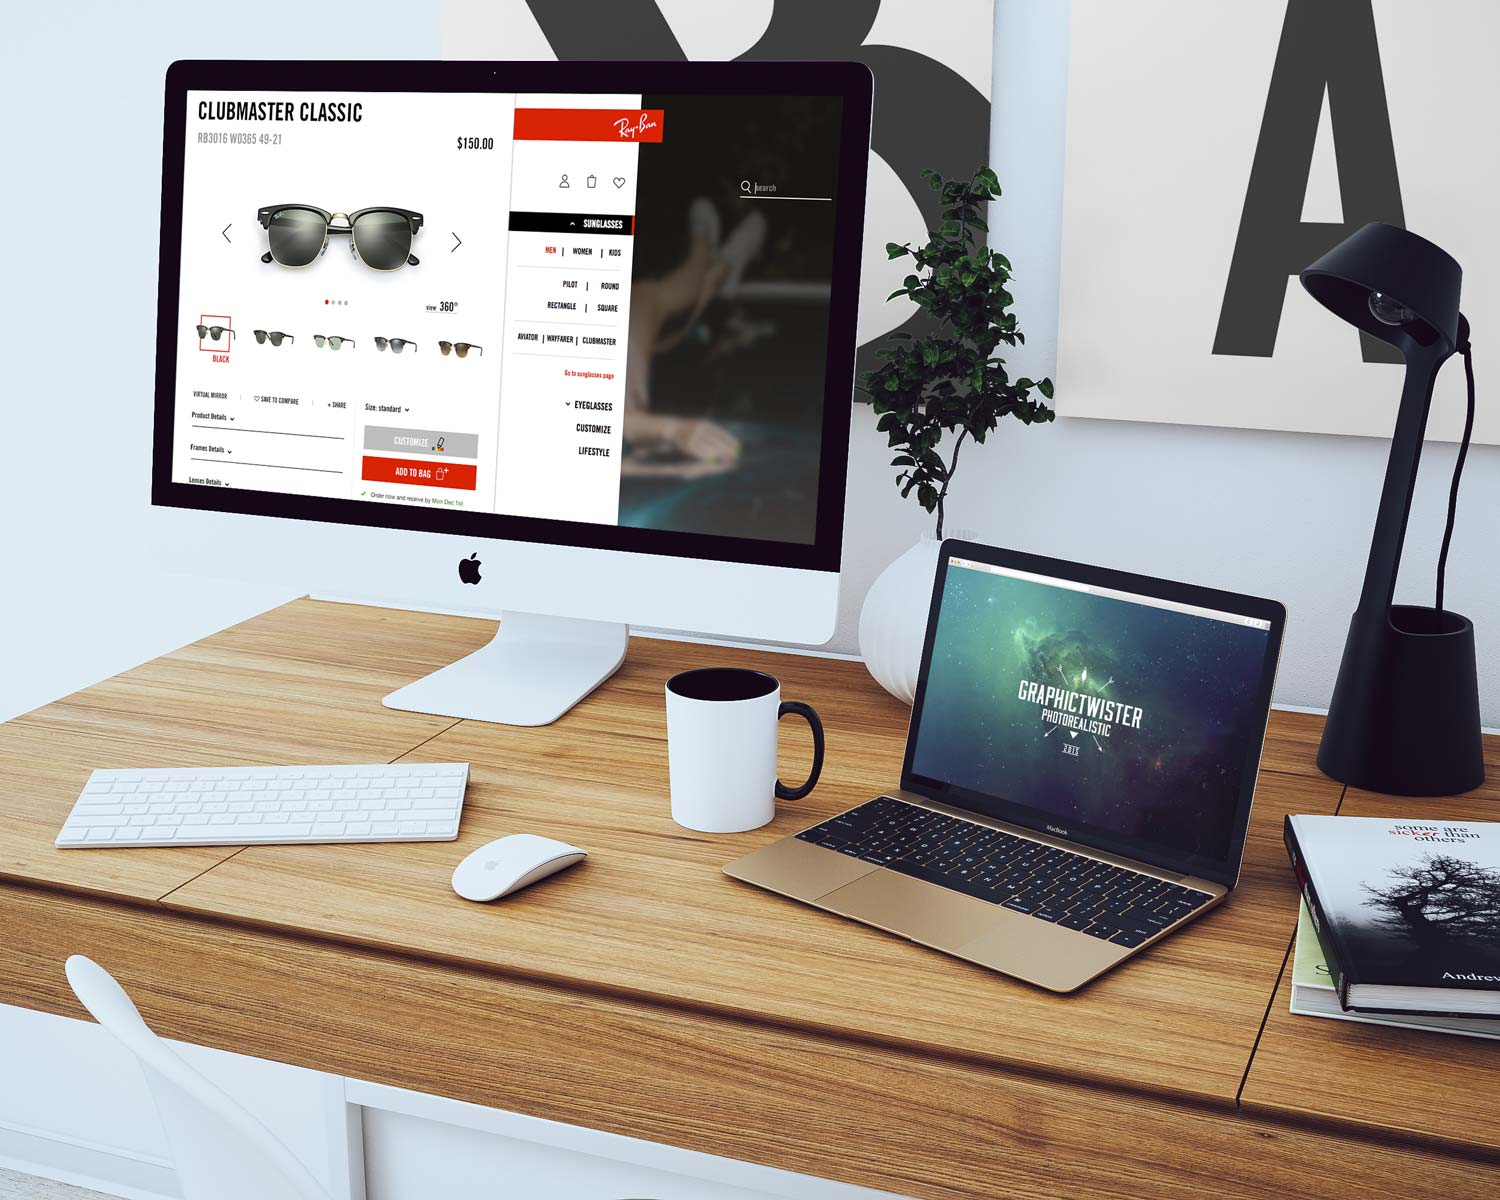 CLUBMASTER CLASSIC
RB3016 W0365 49-21
$150.00
view 360°
BLACK
VIRTUAL MIRROR | SAVE TO COMPARE | + SHARE
Product Details
Frames Details
Lenses Details
Size: standard
CUSTOMIZE
ADD TO BAG
Order now and receive by Mon Dec 1st
Ray-Ban
search
SUNGLASSES
MEN | WOMEN | KIDS
PILOT | ROUND
RECTANGLE | SQUARE
AVIATOR | WAYFARER | CLUBMASTER
Go to sunglasses page
EYEGLASSES
CUSTOMIZE
LIFESTYLE
A
GRAPHICTWISTER
PHOTOREALISTIC
2015
MacBook
some are
sicker than
others
Andrew